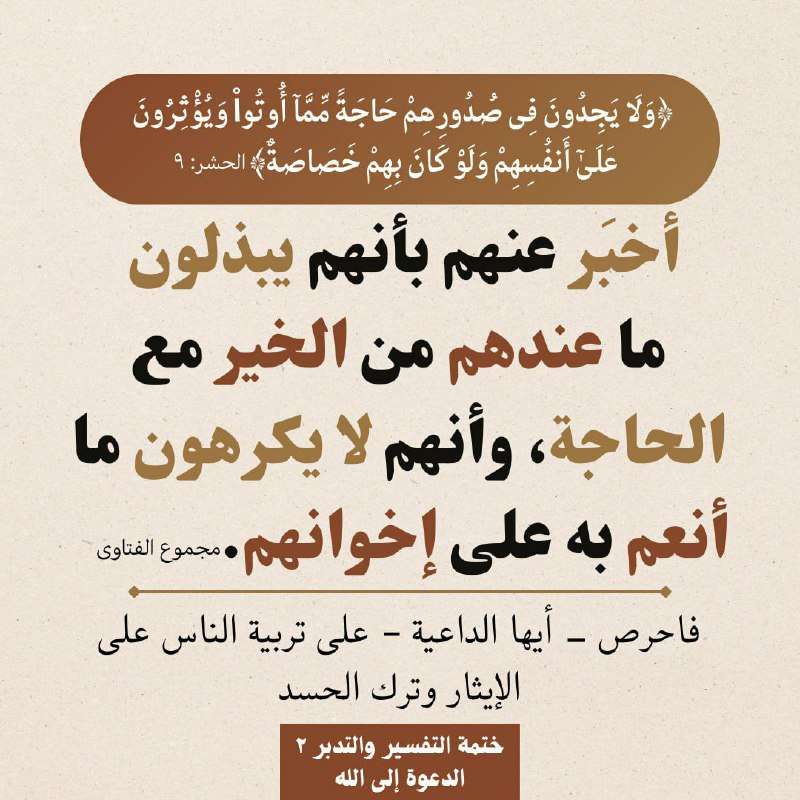 ﴿وَلَا يَجِدُونَ فِى صُدُورِهِمْ حَاجَةً مِّمَّآ أُوتُوا۟ وَيُؤْثِرُونَ
عَلَىٰٓ أَنفُسِهِمْ وَلَوْ كَانَ بِهِمْ خَصَاصَةٌ﴾ الحشر: ٩
أخبَر عنهم بأنهم يبذلون
ما عندهم من الخير مع
الحاجة، وأنهم لا يكرهون ما
أنعم به على إخوانهم. • مجموع الفتاوى
فاحرص – أيها الداعية – على تربية الناس على
الإيثار وترك الحسد
ختمة التفسير والتدبر ٢
الدعوة إلى الله